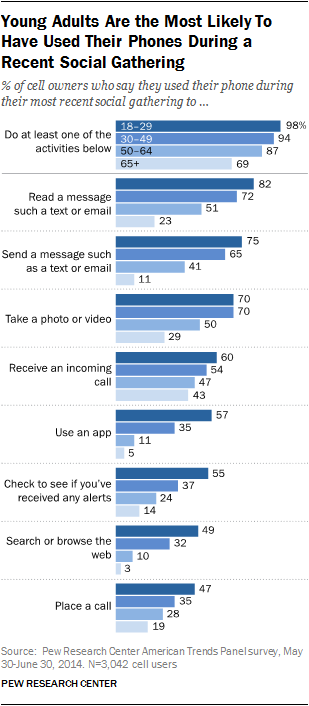 Young Adults Are the Most Likely To
Have Used Their Phones During a
Recent Social Gathering
% of cell owners who say they used their phone during
their most recent social gathering to ...
Do at least one of the
activities below
18–29 98%
30–49 94
50–64 87
65+ 69
Read a message
such a text or email
82
72
51
23
Send a message such
as a text or email
75
65
41
11
Take a photo or video
70
70
50
29
Receive an incoming
call
60
54
47
43
Use an app
57
35
11
5
Check to see if you've
received any alerts
55
37
24
14
Search or browse the
web
49
32
10
3
Place a call
47
35
28
19
Source: Pew Research Center American Trends Panel survey, May
30-June 30, 2014. N=3,042 cell users
PEW RESEARCH CENTER